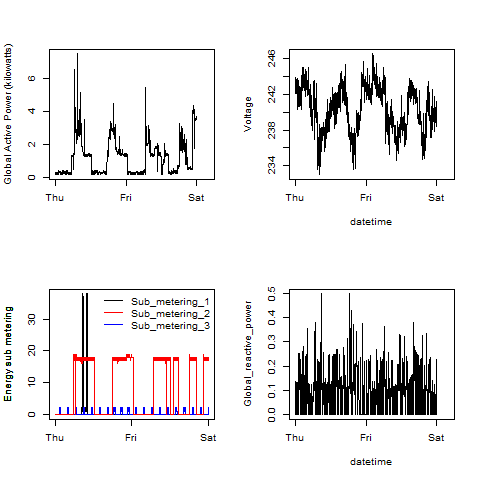 Global Active Power (kilowatts)
0 2 4 6
Thu Fri Sat
Voltage
234 238 242 246
Thu Fri Sat
datetime
Energy sub metering
0 10 20 30
Sub_metering_1
Sub_metering_2
Sub_metering_3
Thu Fri Sat
Global_reactive_power
0.0 0.1 0.2 0.3 0.4 0.5
Thu Fri Sat
datetime